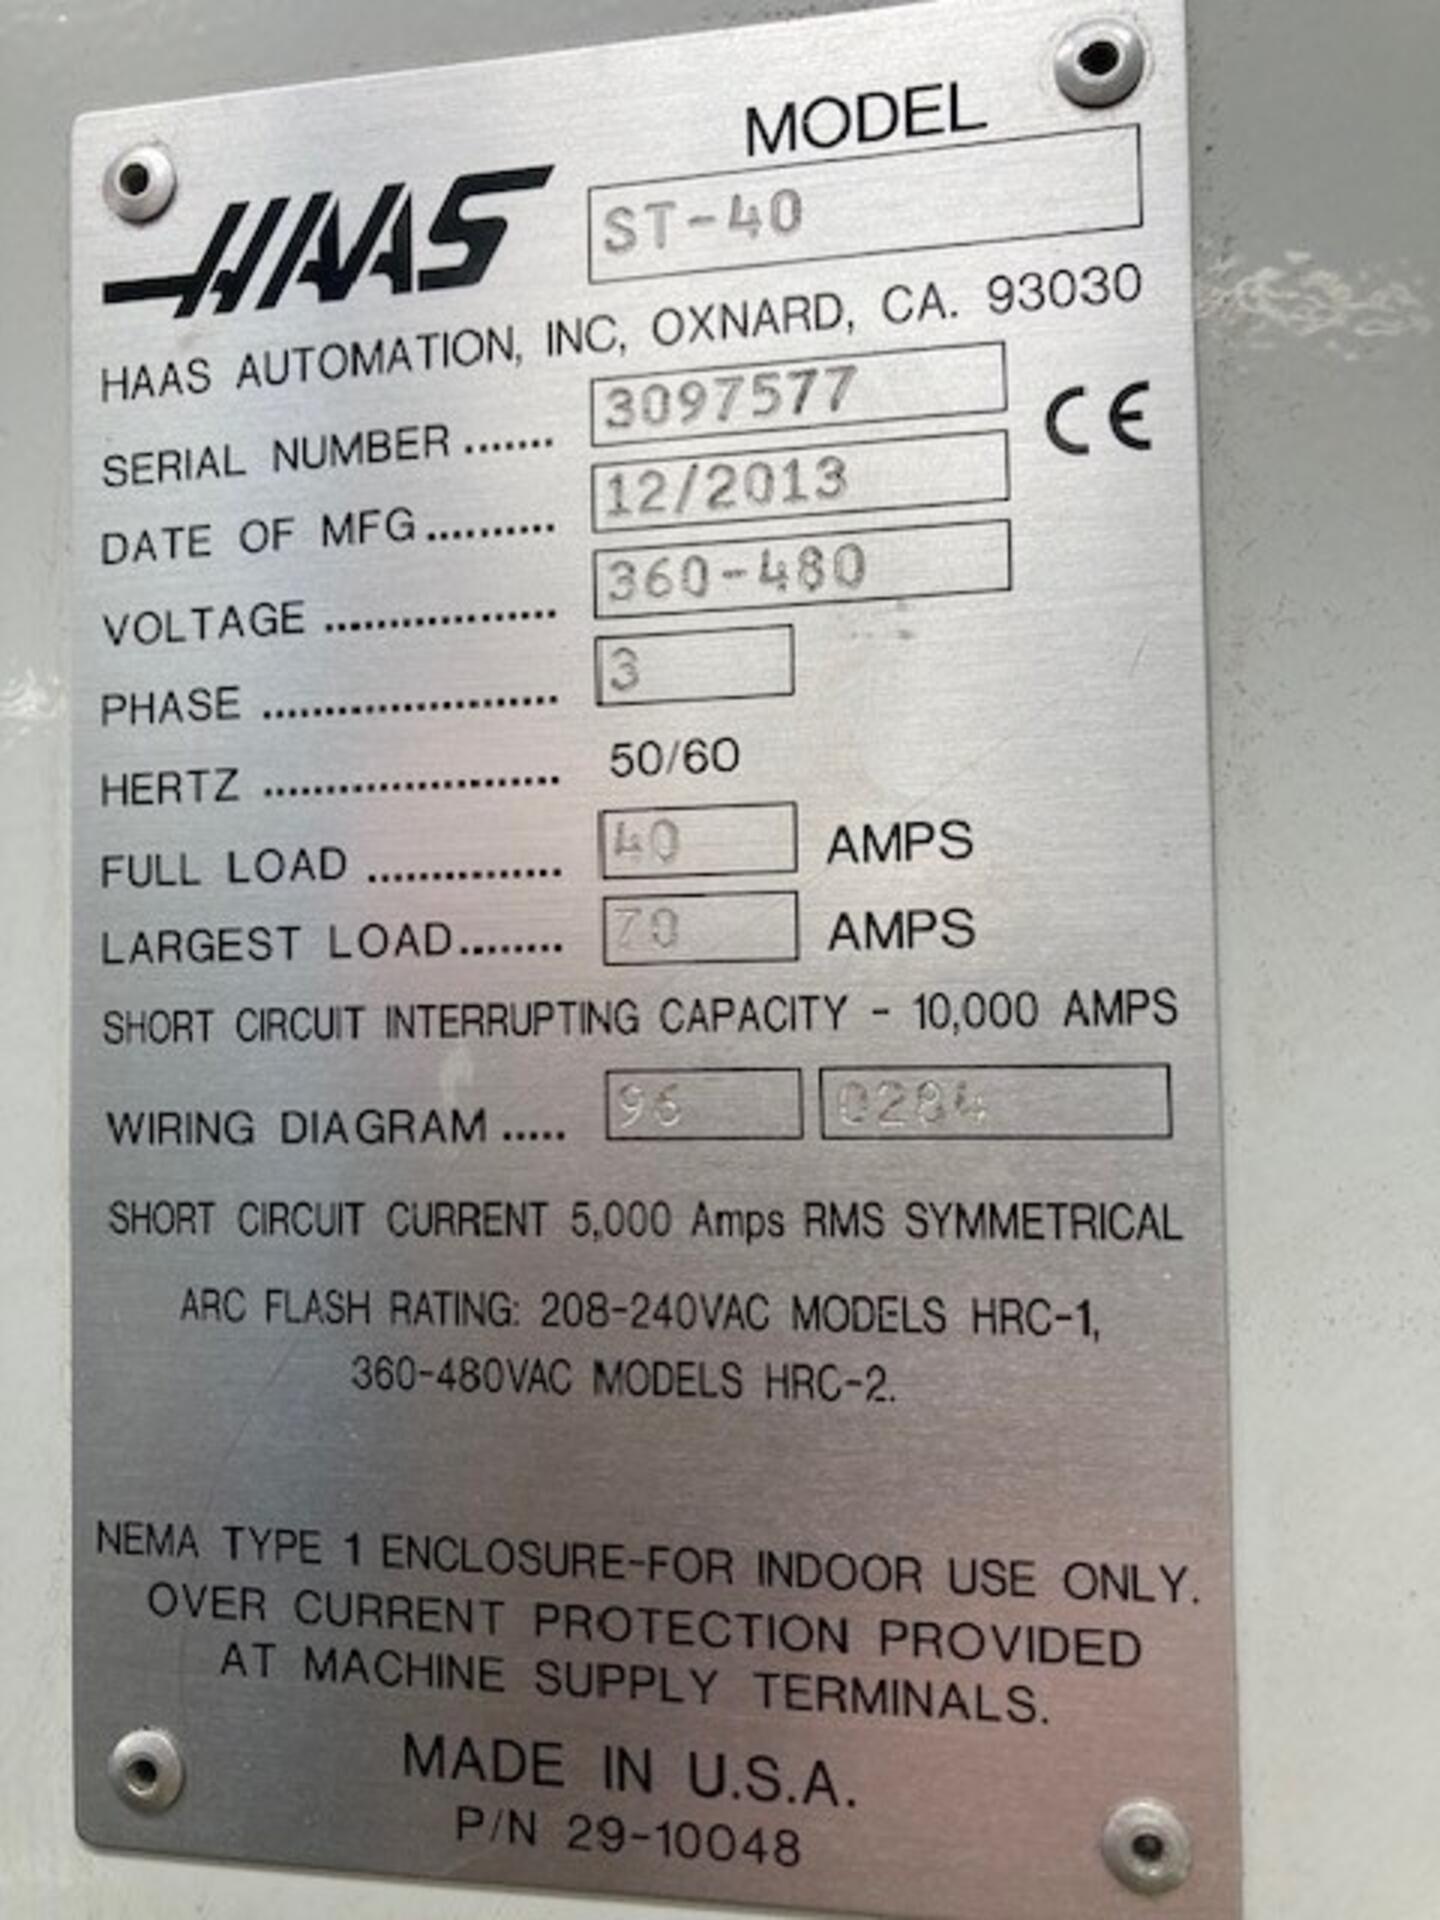 MODEL
HAAS ST-40
HAAS AUTOMATION, INC, OXNARD, CA. 93030
SERIAL NUMBER ....... 3097577
CE
DATE OF MFG .......... 12/2013
VOLTAGE .................. 360-480
PHASE ....................... 3
HERTZ ....................... 50/60
FULL LOAD ............... 40 AMPS
LARGEST LOAD ........ 70 AMPS
SHORT CIRCUIT INTERRUPTING CAPACITY - 10,000 AMPS
WIRING DIAGRAM ..... 96 0284
SHORT CIRCUIT CURRENT 5,000 Amps RMS SYMMETRICAL
ARC FLASH RATING: 208-240VAC MODELS HRC-1,
360-480VAC MODELS HRC-2.
NEMA TYPE 1 ENCLOSURE-FOR INDOOR USE ONLY.
OVER CURRENT PROTECTION PROVIDED
AT MACHINE SUPPLY TERMINALS.
MADE IN U.S.A.
P/N 29-10048